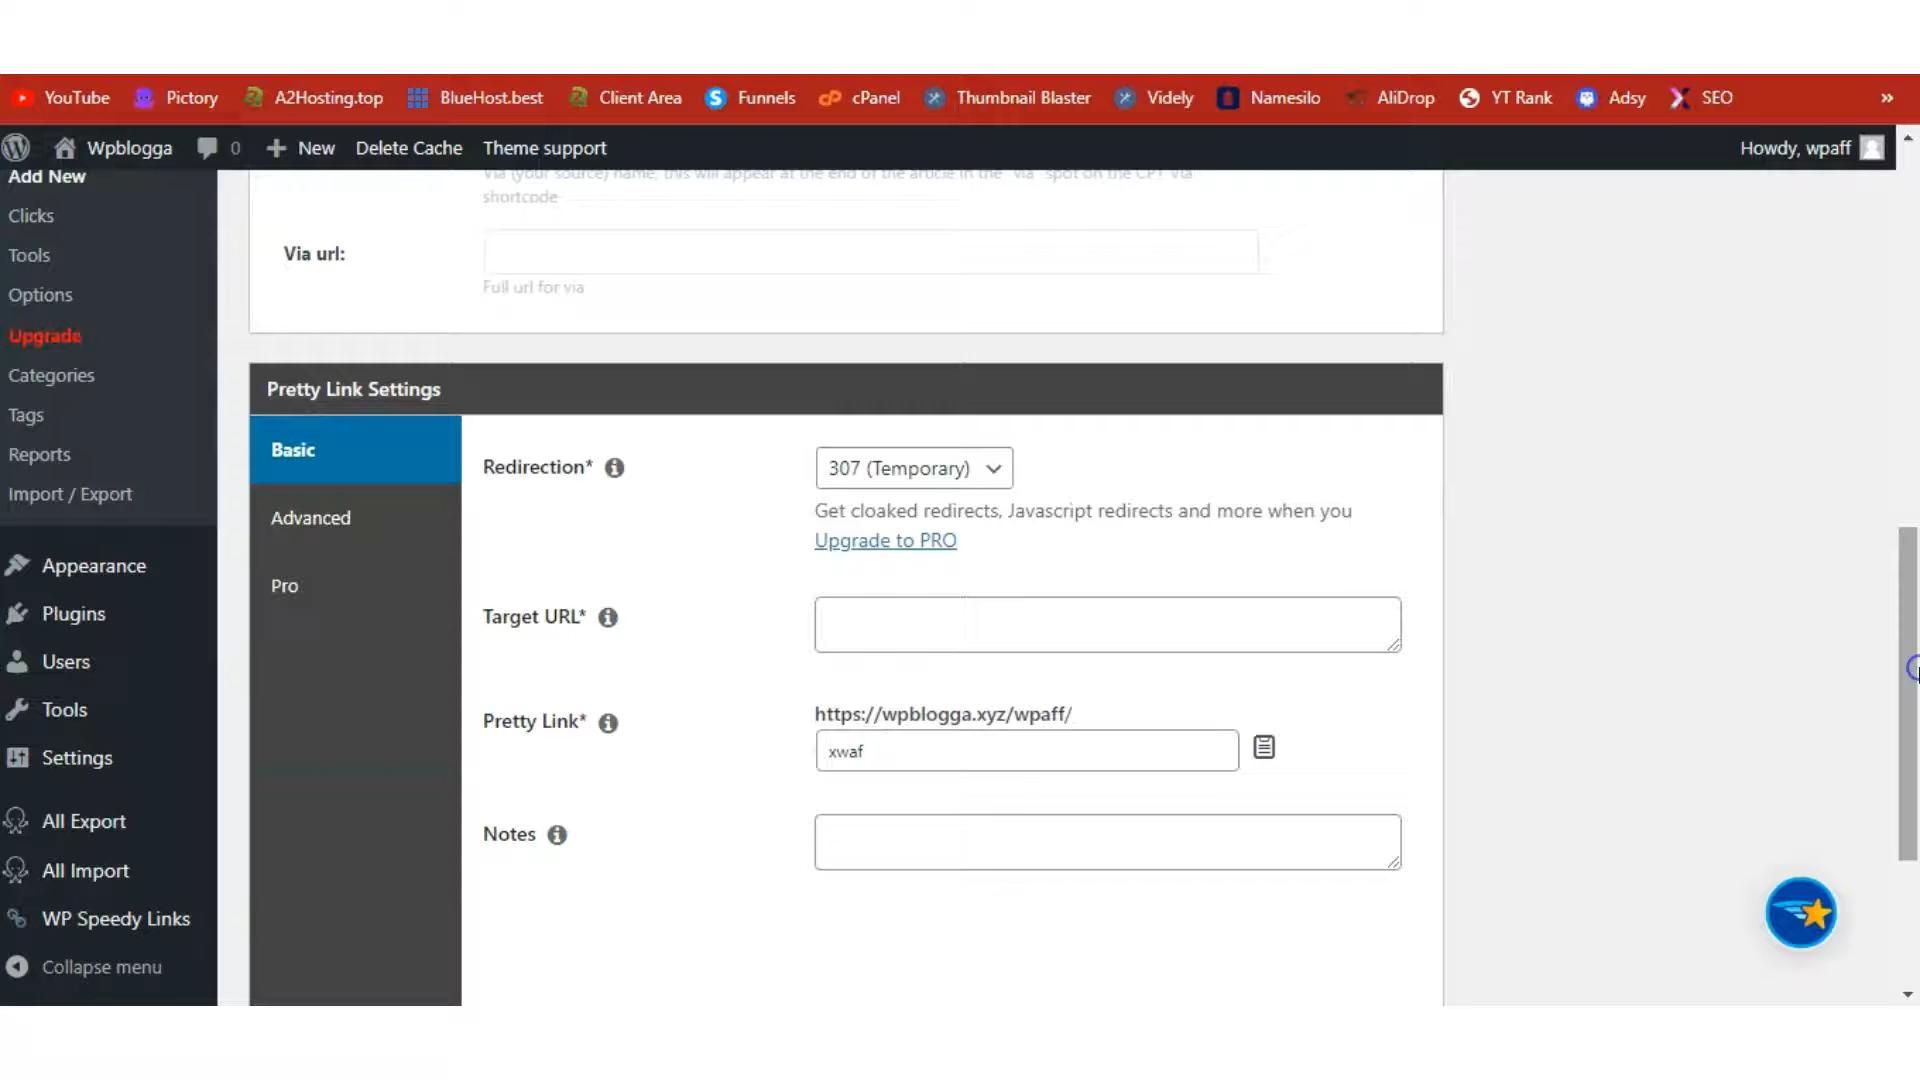 YouTube Pictory A2Hosting.top BlueHost.best Client Area Funnels cPanel Thumbnail Blaster Videly Namesilo AliDrop YT Rank Adsy SEO »
Wpblogga 0 New Delete Cache Theme support Howdy, wpaff
Add New
Clicks
Tools
Options
Upgrade
Categories
Tags
Reports
Import / Export
Appearance
Plugins
Users
Tools
Settings
All Export
All Import
WP Speedy Links
Collapse menu
Via (your source) name, this will appear at the end of the article in the "via" spot on the CPT via
shortcode
Via url:
Full url for via
Pretty Link Settings
Basic
Advanced
Pro
Redirection*
307 (Temporary)
Get cloaked redirects, Javascript redirects and more when you
Upgrade to PRO
Target URL*
Pretty Link*
https://wpblogga.xyz/wpaff/
xwaf
Notes